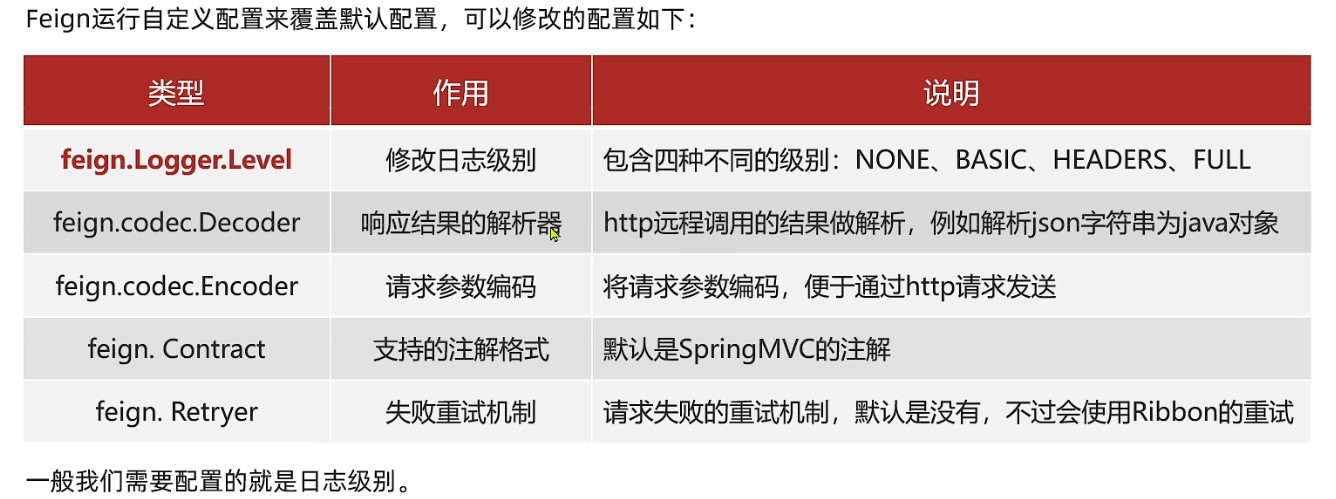 Feign运行自定义配置来覆盖默认配置，可以修改的配置如下：
类型 作用 说明
feign.Logger.Level 修改日志级别 包含四种不同的级别：NONE、BASIC、HEADERS、FULL
feign.codec.Decoder 响应结果的解析器 http远程调用的结果做解析，例如解析json字符串为java对象
feign.codec.Encoder 请求参数编码 将请求参数编码，便于通过http请求发送
feign. Contract 支持的注解格式 默认是SpringMVC的注解
feign. Retryer 失败重试机制 请求失败的重试机制，默认是没有，不过会使用Ribbon的重试
一般我们需要配置的就是日志级别。